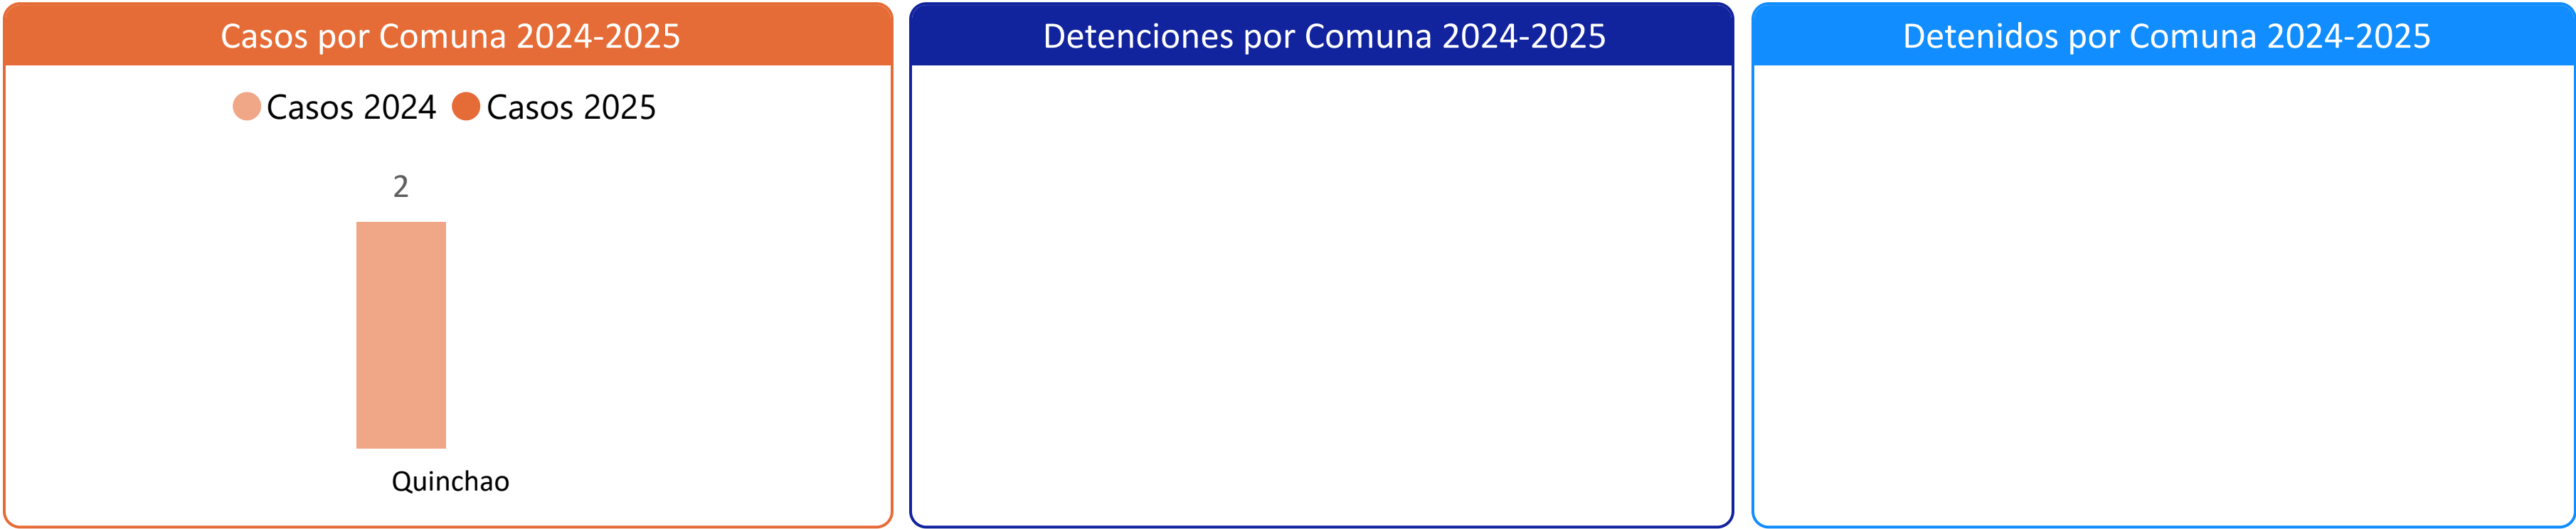 Casos por Comuna 2024-2025
Casos 2024 Casos 2025
2
Quinchao
Detenciones por Comuna 2024-2025
Detenidos por Comuna 2024-2025